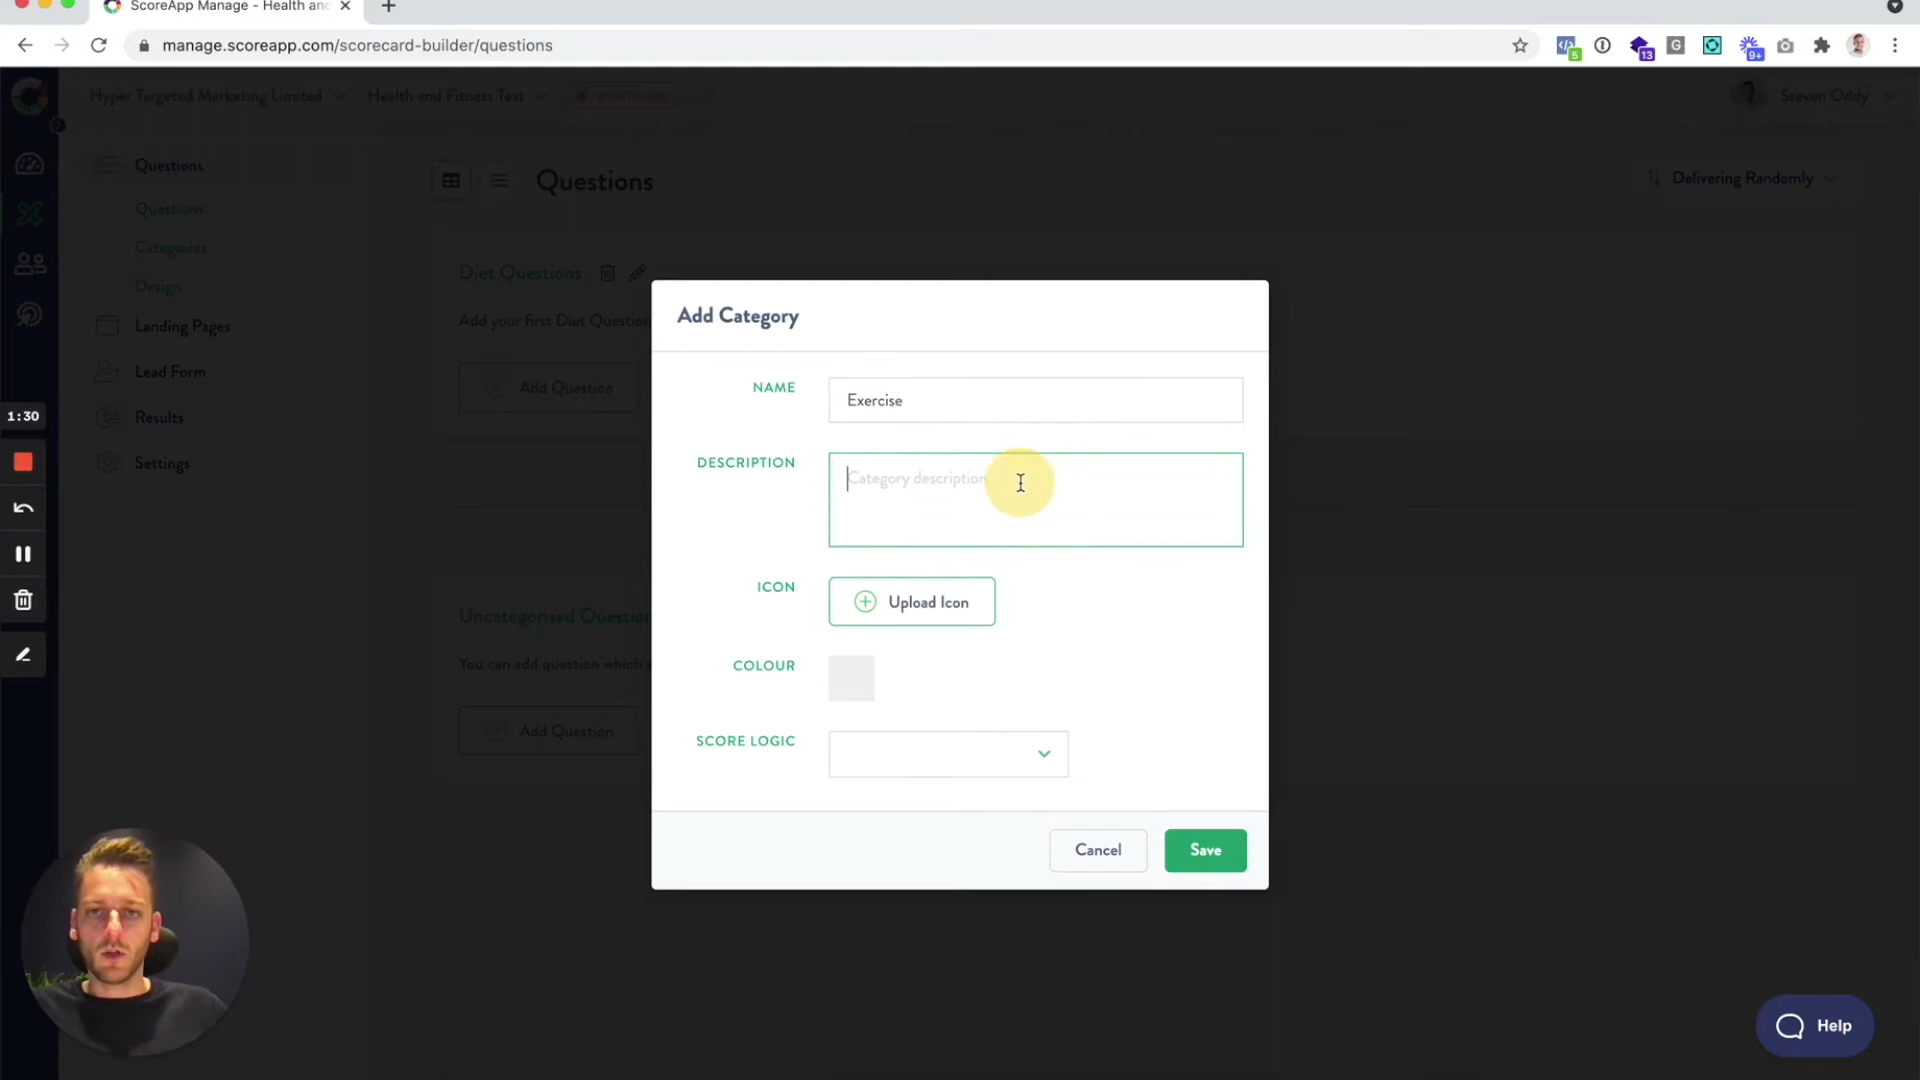 ScoreApp Manage - Health and
manage.scoreapp.com/scorecard-builder/questions
5
13
G
9+
Hyper Targeted Marketing Limited
Health and Fitness Test
Steven Oddy
Questions
Questions
Categories
Design
Landing Pages
Lead Form
Results
Settings
1:30
Questions
Delivering Randomly
Diet Questions
Add your first Diet Question
Add Question
Uncategorised Question
You can add question which
Add Question
Add Category
NAME
Exercise
DESCRIPTION
Category description
ICON
Upload Icon
COLOUR
SCORE LOGIC
Cancel
Save
Help